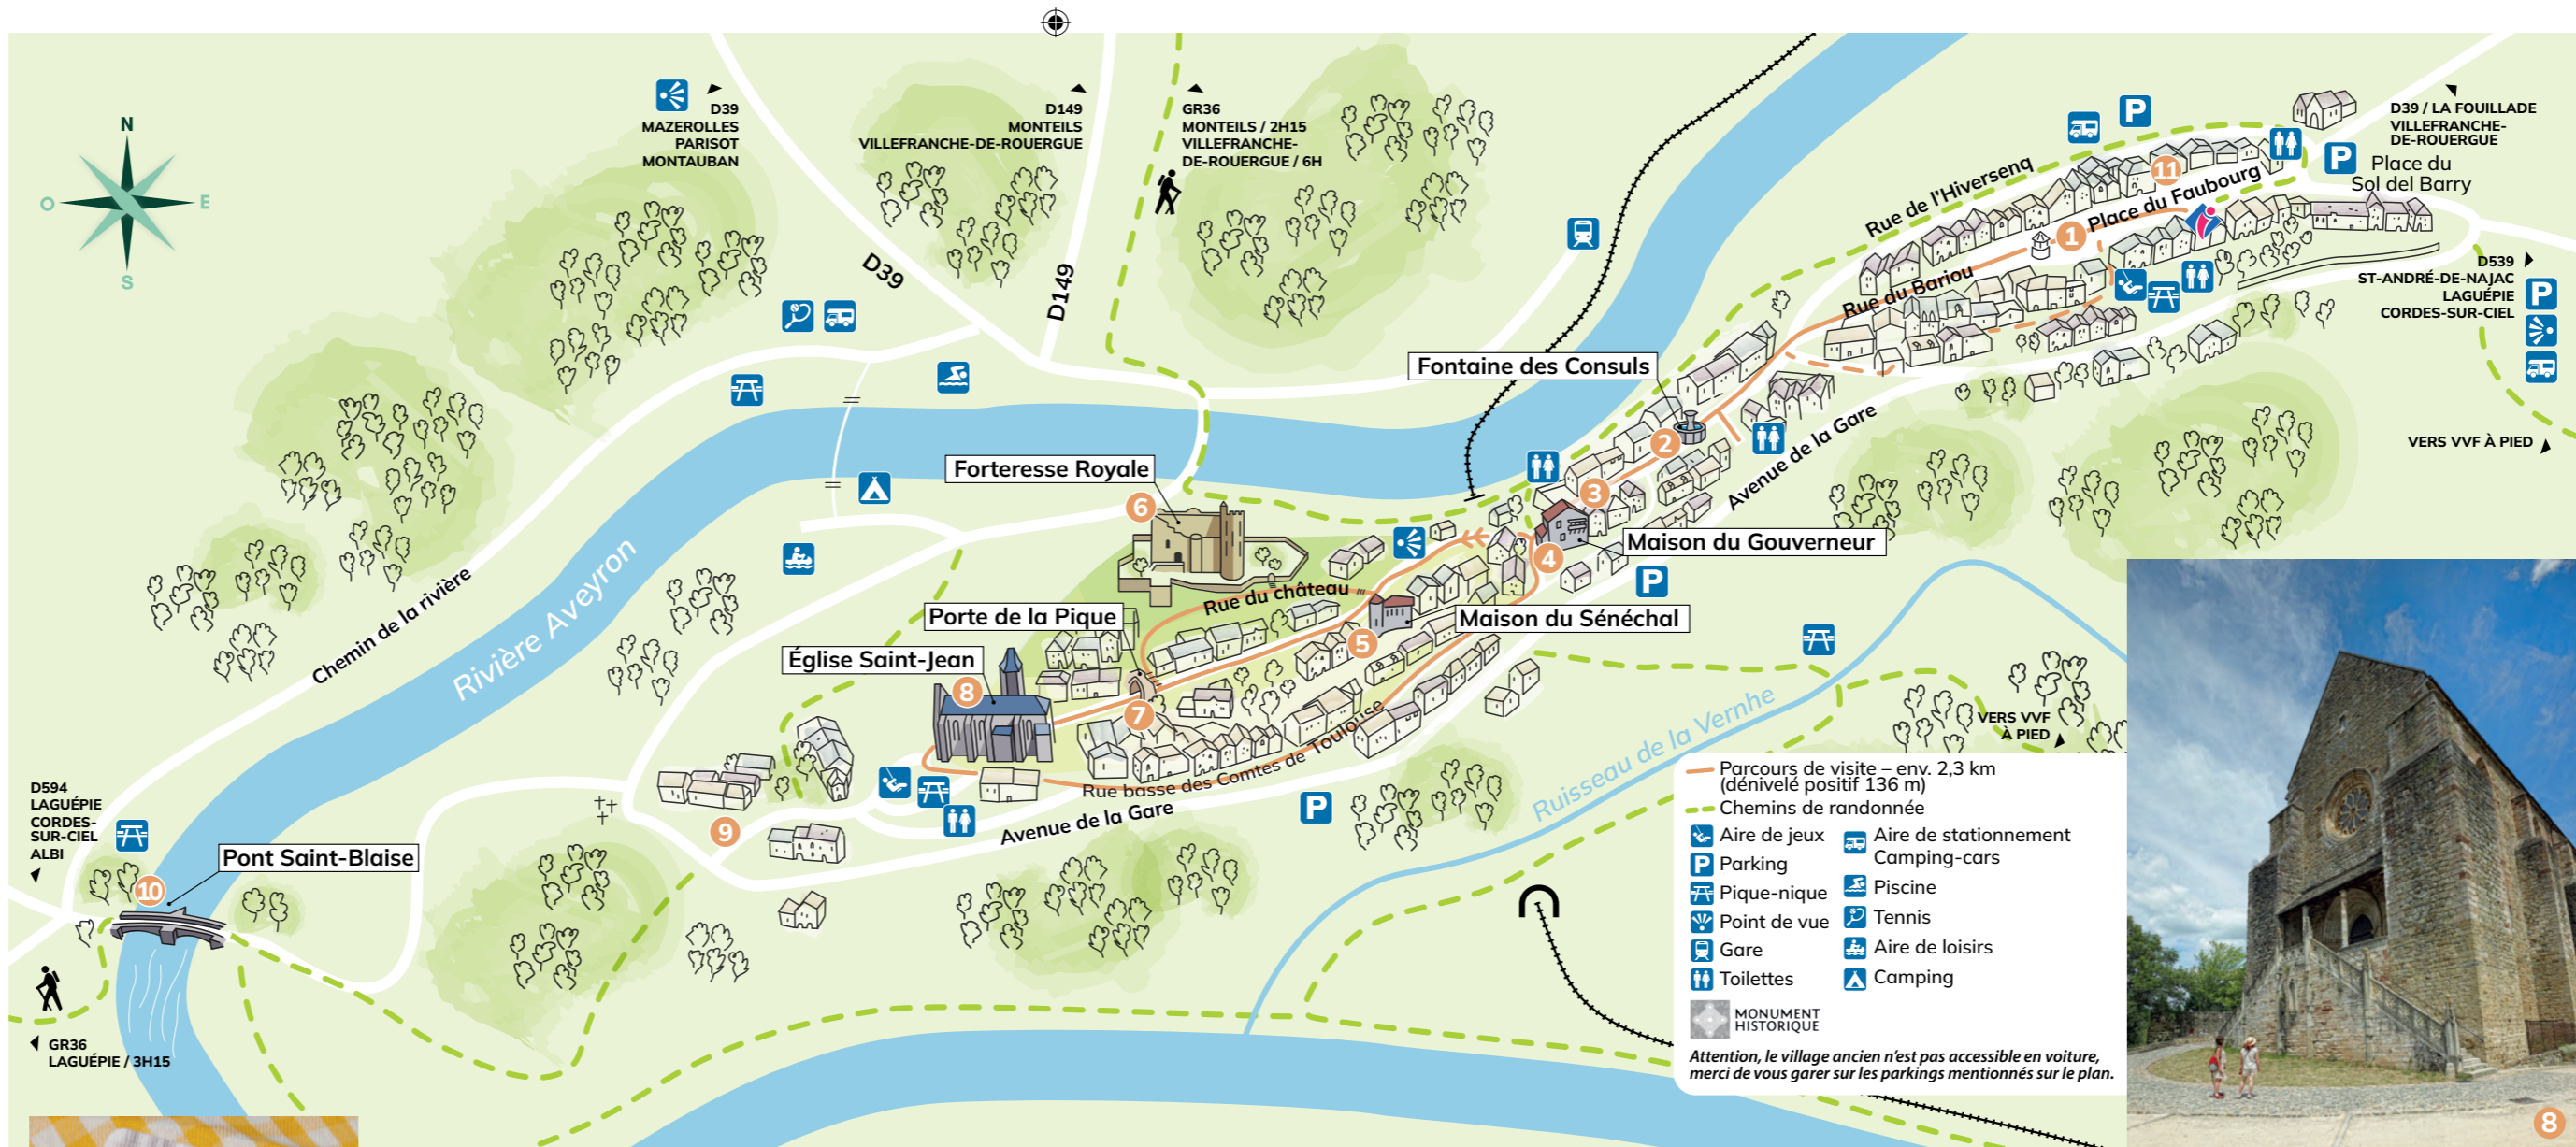 N
O
E
S
D39
MAZEROLLES
PARISOT
MONTAUBAN
D149
MONTEILS
VILLEFRANCHE-DE-ROUERGUE
GR36
MONTEILS / 2H15
VILLEFRANCHE-
DE-ROUERGUE / 6H
D39 / LA FOUILLADE
VILLEFRANCHE-
DE-ROUERGUE
P
P
Place du
Sol del Barry
Rue de l'Hiversenq
11
Place du Faubourg
1
Rue du Bariou
D539
ST-ANDRÉ-DE-NAJAC
LAGUÉPIE
CORDES-SUR-CIEL
P
VERS VVF À PIED
D39
D149
Fontaine des Consuls
2
Avenue de la Gare
3
Forteresse Royale
6
Maison du Gouverneur
4
P
Rue du château
Porte de la Pique
Maison du Sénéchal
5
Église Saint-Jean
8
7
Chemin de la rivière
Rivière Aveyron
Rue basse des Comtes de Toulouse
Avenue de la Gare
P
Ruisseau de la Vernhe
VERS VVF
À PIED
9
D594
LAGUÉPIE
CORDES-
SUR-CIEL
ALBI
Pont Saint-Blaise
10
GR36
LAGUÉPIE / 3H15
Parcours de visite – env. 2,3 km
(dénivelé positif 136 m)
Chemins de randonnée
Aire de jeux
P Parking
Pique-nique
Point de vue
Gare
Toilettes
Aire de stationnement
Camping-cars
Piscine
Tennis
Aire de loisirs
Camping
MONUMENT
HISTORIQUE
Attention, le village ancien n'est pas accessible en voiture,
merci de vous garer sur les parkings mentionnés sur le plan.
8